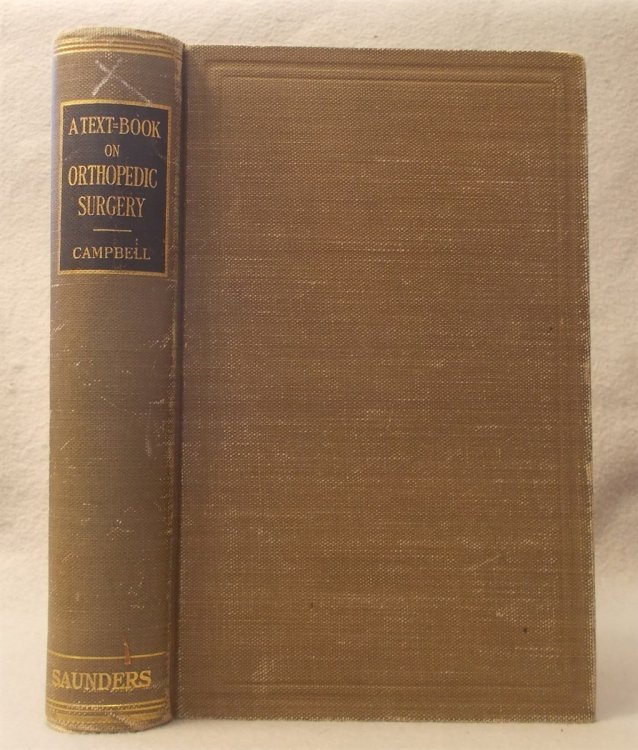 A TEXT=BOOK
ON
ORTHOPEDIC
SURGERY
CAMPBELL
SAUNDERS